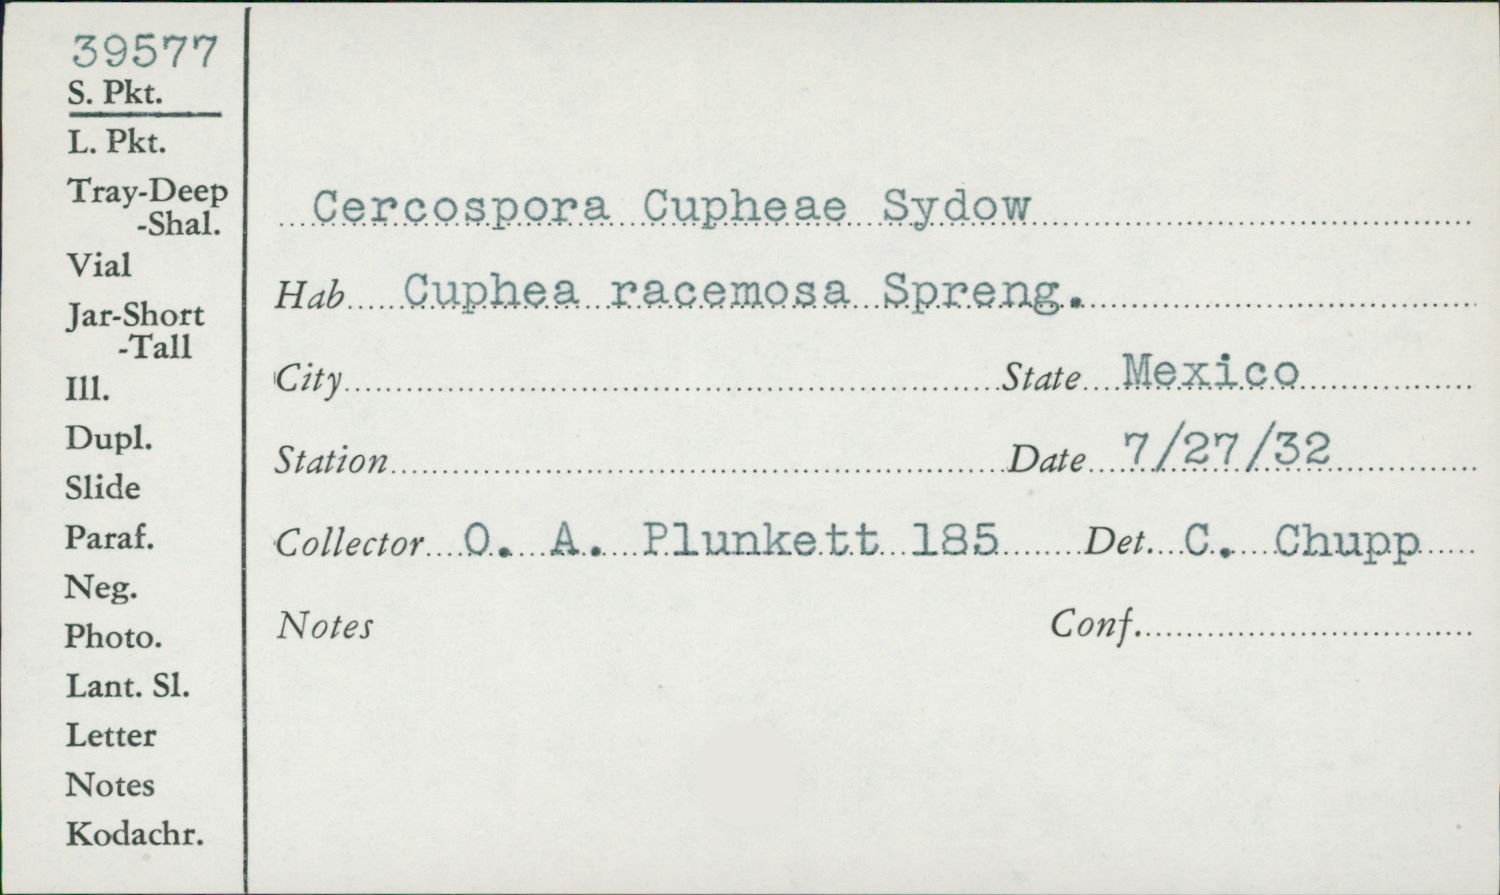 39577
S. Pkt.
L. Pkt.
Tray-Deep
-Shal.
Vial
Jar-Short
-Tall
Ill.
Dupl.
Slide
Paraf.
Neg.
Photo.
Lant. Sl.
Letter
Notes
Kodachr.
Cercospora Cupheae Sydow
Hab Cuphea racemosa Spreng.
City State Mexico
Station Date 7/27/32
Collector O. A. Plunkett 185 Det. C. Chupp
Notes Conf.